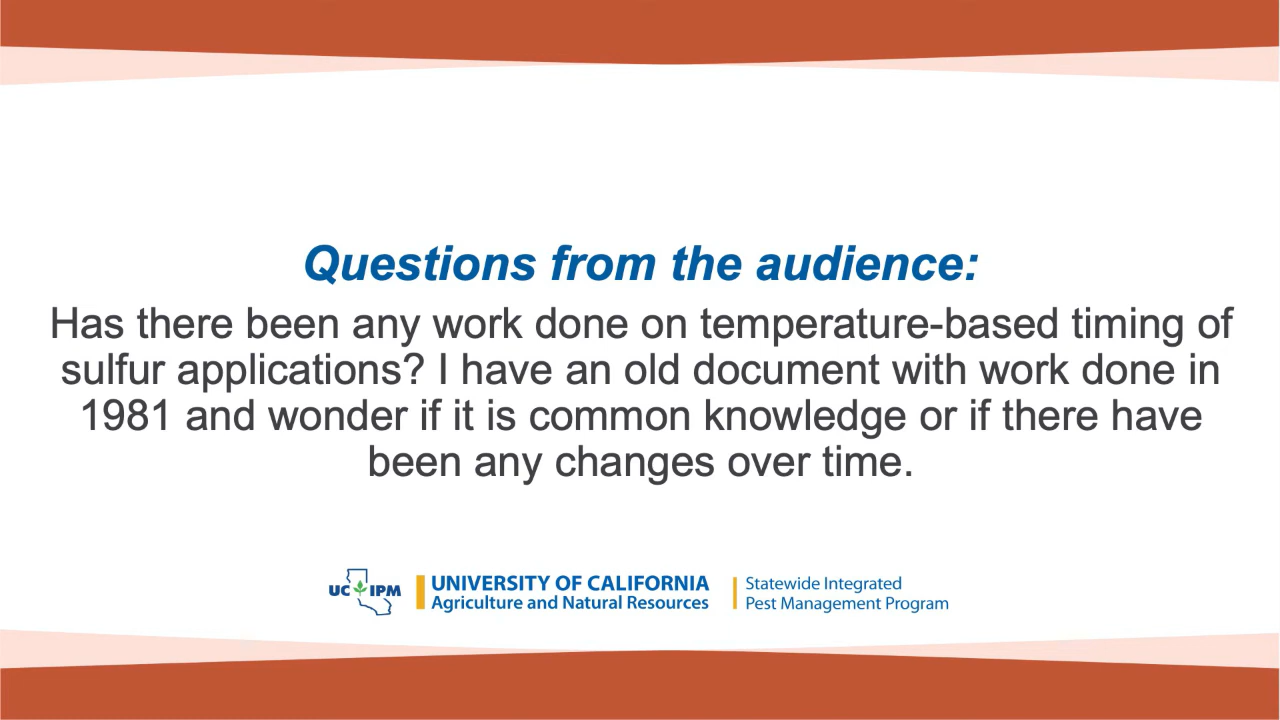 Questions from the audience:
Has there been any work done on temperature-based timing of
sulfur applications? I have an old document with work done in
1981 and wonder if it is common knowledge or if there have
been any changes over time.
UC IPM
UNIVERSITY OF CALIFORNIA
Agriculture and Natural Resources
Statewide Integrated
Pest Management Program